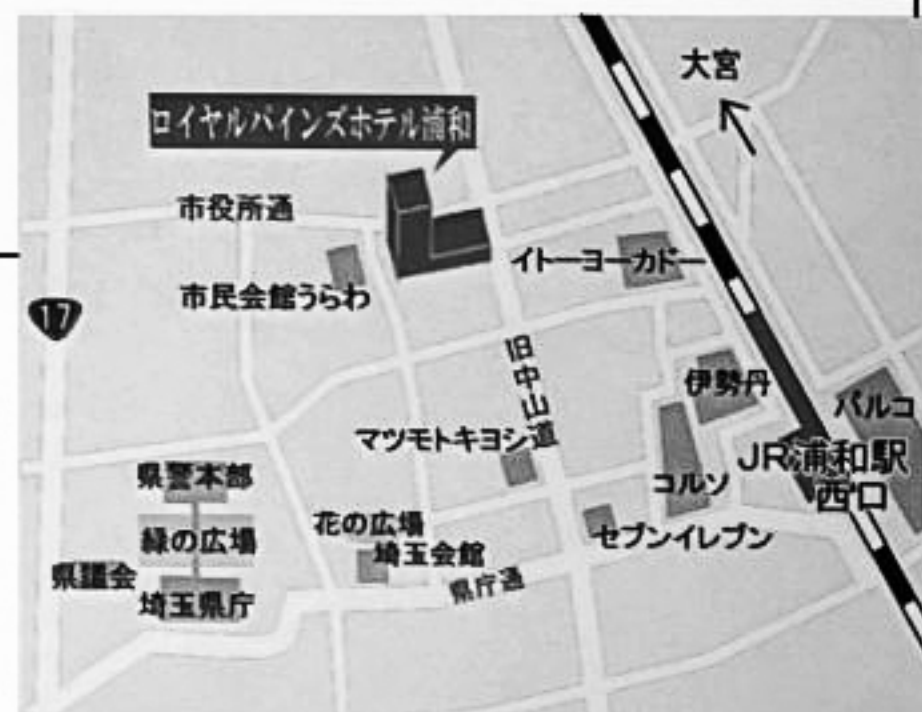 大宮
ロイヤルパインズホテル浦和
市役所通
イトーヨーカドー
市民会館うらわ
17
旧中山道
伊勢丹
パルコ
マツモトキヨシ
JR浦和駅
西口
コルソ
県警本部
花の広場
セブンイレブン
緑の広場
埼玉会館
県議会
県庁通
埼玉県庁